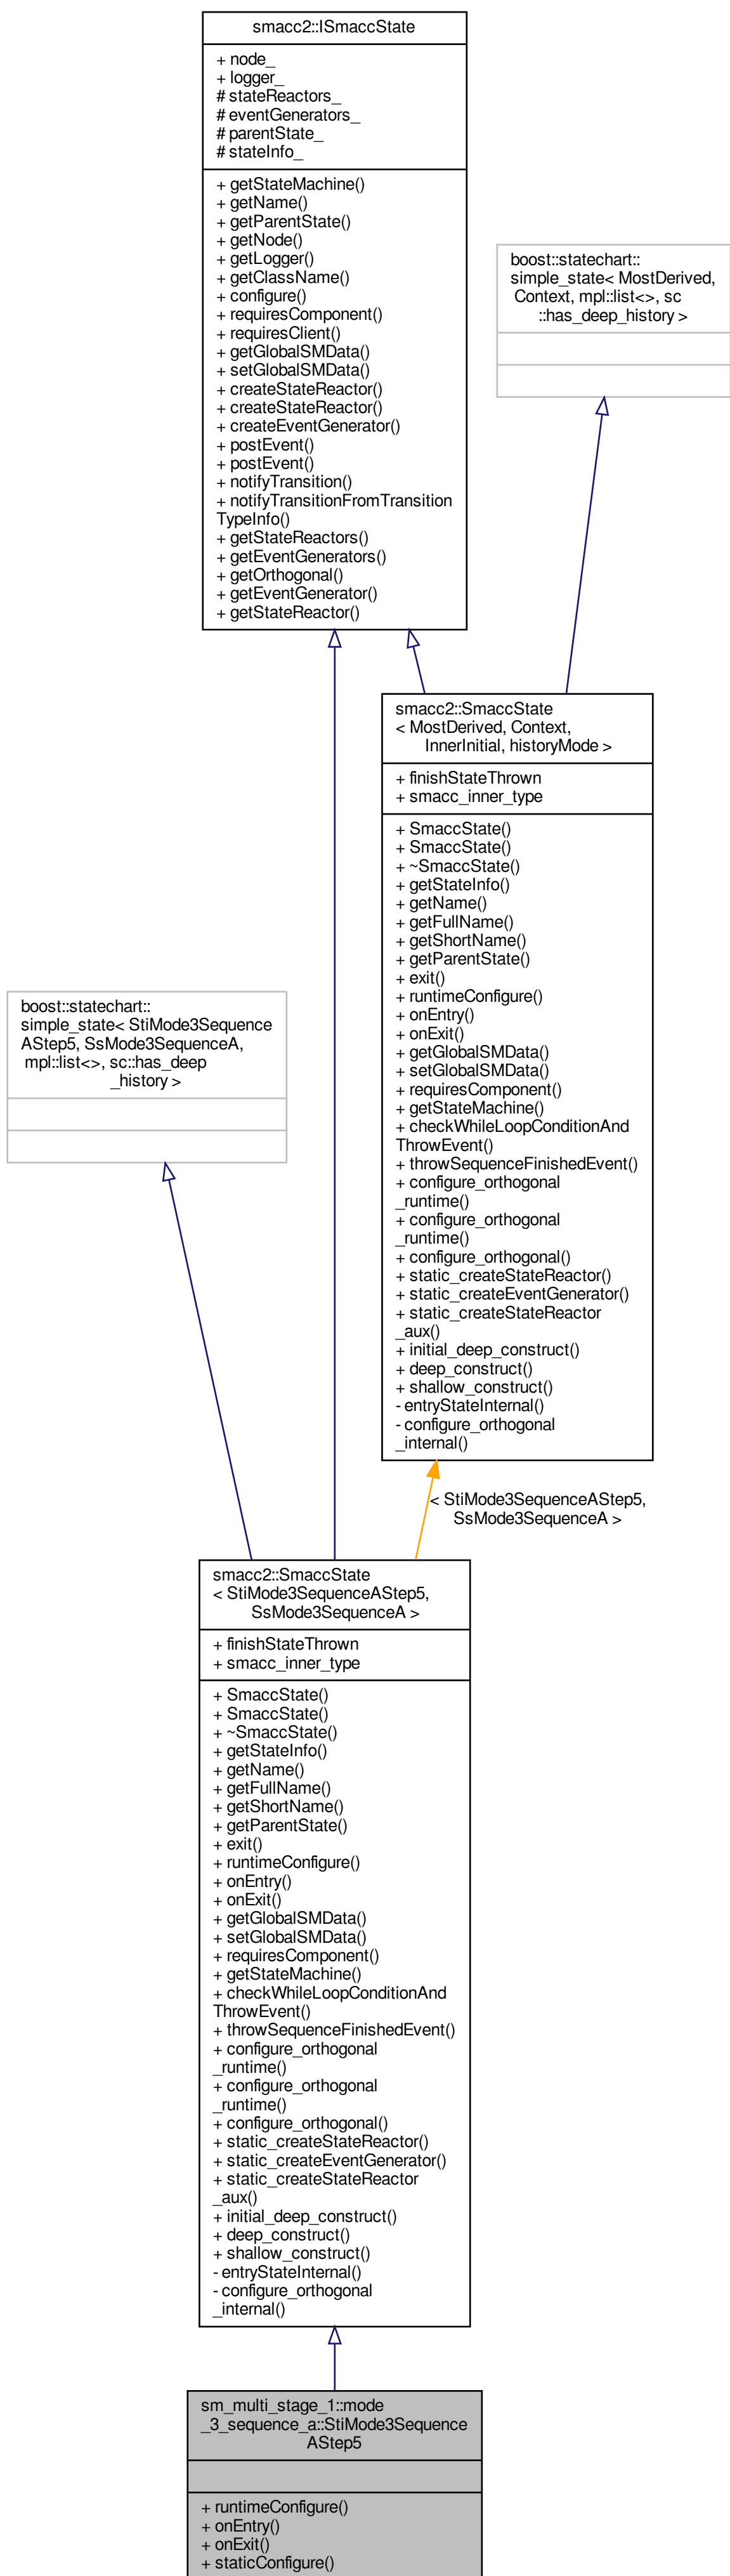 smacc2::ISmaccState
+ node_
+ logger_
# stateReactors_
# eventGenerators_
# parentState_
# stateInfo_
+ getStateMachine()
+ getName()
+ getParentState()
+ getNode()
+ getLogger()
+ getClassName()
+ configure()
+ requiresComponent()
+ requiresClient()
+ getGlobalSMData()
+ setGlobalSMData()
+ createStateReactor()
+ createStateReactor()
+ createEventGenerator()
+ postEvent()
+ postEvent()
+ notifyTransition()
+ notifyTransitionFromTransition
TypeInfo()
+ getStateReactors()
+ getEventGenerators()
+ getOrthogonal()
+ getEventGenerator()
+ getStateReactor()
boost::statechart::
simple_state< MostDerived,
Context, mpl::list<>, sc
::has_deep_history >
smacc2::SmaccState
< MostDerived, Context,
InnerInitial, historyMode >
+ finishStateThrown
+ smacc_inner_type
+ SmaccState()
+ SmaccState()
+ ~SmaccState()
+ getStateInfo()
+ getName()
+ getFullName()
+ getShortName()
+ getParentState()
+ exit()
+ runtimeConfigure()
+ onEntry()
+ onExit()
+ getGlobalSMData()
+ setGlobalSMData()
+ requiresComponent()
+ getStateMachine()
+ checkWhileLoopConditionAnd
ThrowEvent()
+ throwSequenceFinishedEvent()
+ configure_orthogonal
_runtime()
+ configure_orthogonal
_runtime()
+ configure_orthogonal()
+ static_createStateReactor()
+ static_createEventGenerator()
+ static_createStateReactor
_aux()
+ initial_deep_construct()
+ deep_construct()
+ shallow_construct()
- entryStateInternal()
- configure_orthogonal
_internal()
boost::statechart::
simple_state< StiMode3Sequence
AStep5, SsMode3SequenceA,
mpl::list<>, sc::has_deep
_history >
< StiMode3SequenceAStep5,
SsMode3SequenceA >
smacc2::SmaccState
< StiMode3SequenceAStep5,
SsMode3SequenceA >
+ finishStateThrown
+ smacc_inner_type
+ SmaccState()
+ SmaccState()
+ ~SmaccState()
+ getStateInfo()
+ getName()
+ getFullName()
+ getShortName()
+ getParentState()
+ exit()
+ runtimeConfigure()
+ onEntry()
+ onExit()
+ getGlobalSMData()
+ setGlobalSMData()
+ requiresComponent()
+ getStateMachine()
+ checkWhileLoopConditionAnd
ThrowEvent()
+ throwSequenceFinishedEvent()
+ configure_orthogonal
_runtime()
+ configure_orthogonal
_runtime()
+ configure_orthogonal()
+ static_createStateReactor()
+ static_createEventGenerator()
+ static_createStateReactor
_aux()
+ initial_deep_construct()
+ deep_construct()
+ shallow_construct()
- entryStateInternal()
- configure_orthogonal
_internal()
sm_multi_stage_1::mode
_3_sequence_a::StiMode3Sequence
AStep5
+ runtimeConfigure()
+ onEntry()
+ onExit()
+ staticConfigure()